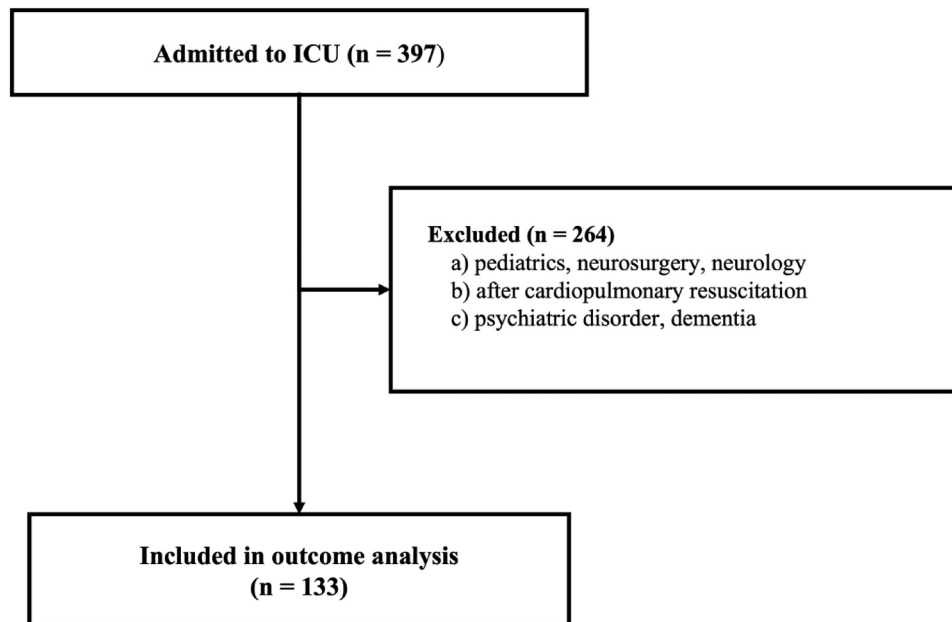 Admitted to ICU (n = 397)
Excluded (n = 264)
a) pediatrics, neurosurgery, neurology
b) after cardiopulmonary resuscitation
c) psychiatric disorder, dementia
Included in outcome analysis
(n = 133)